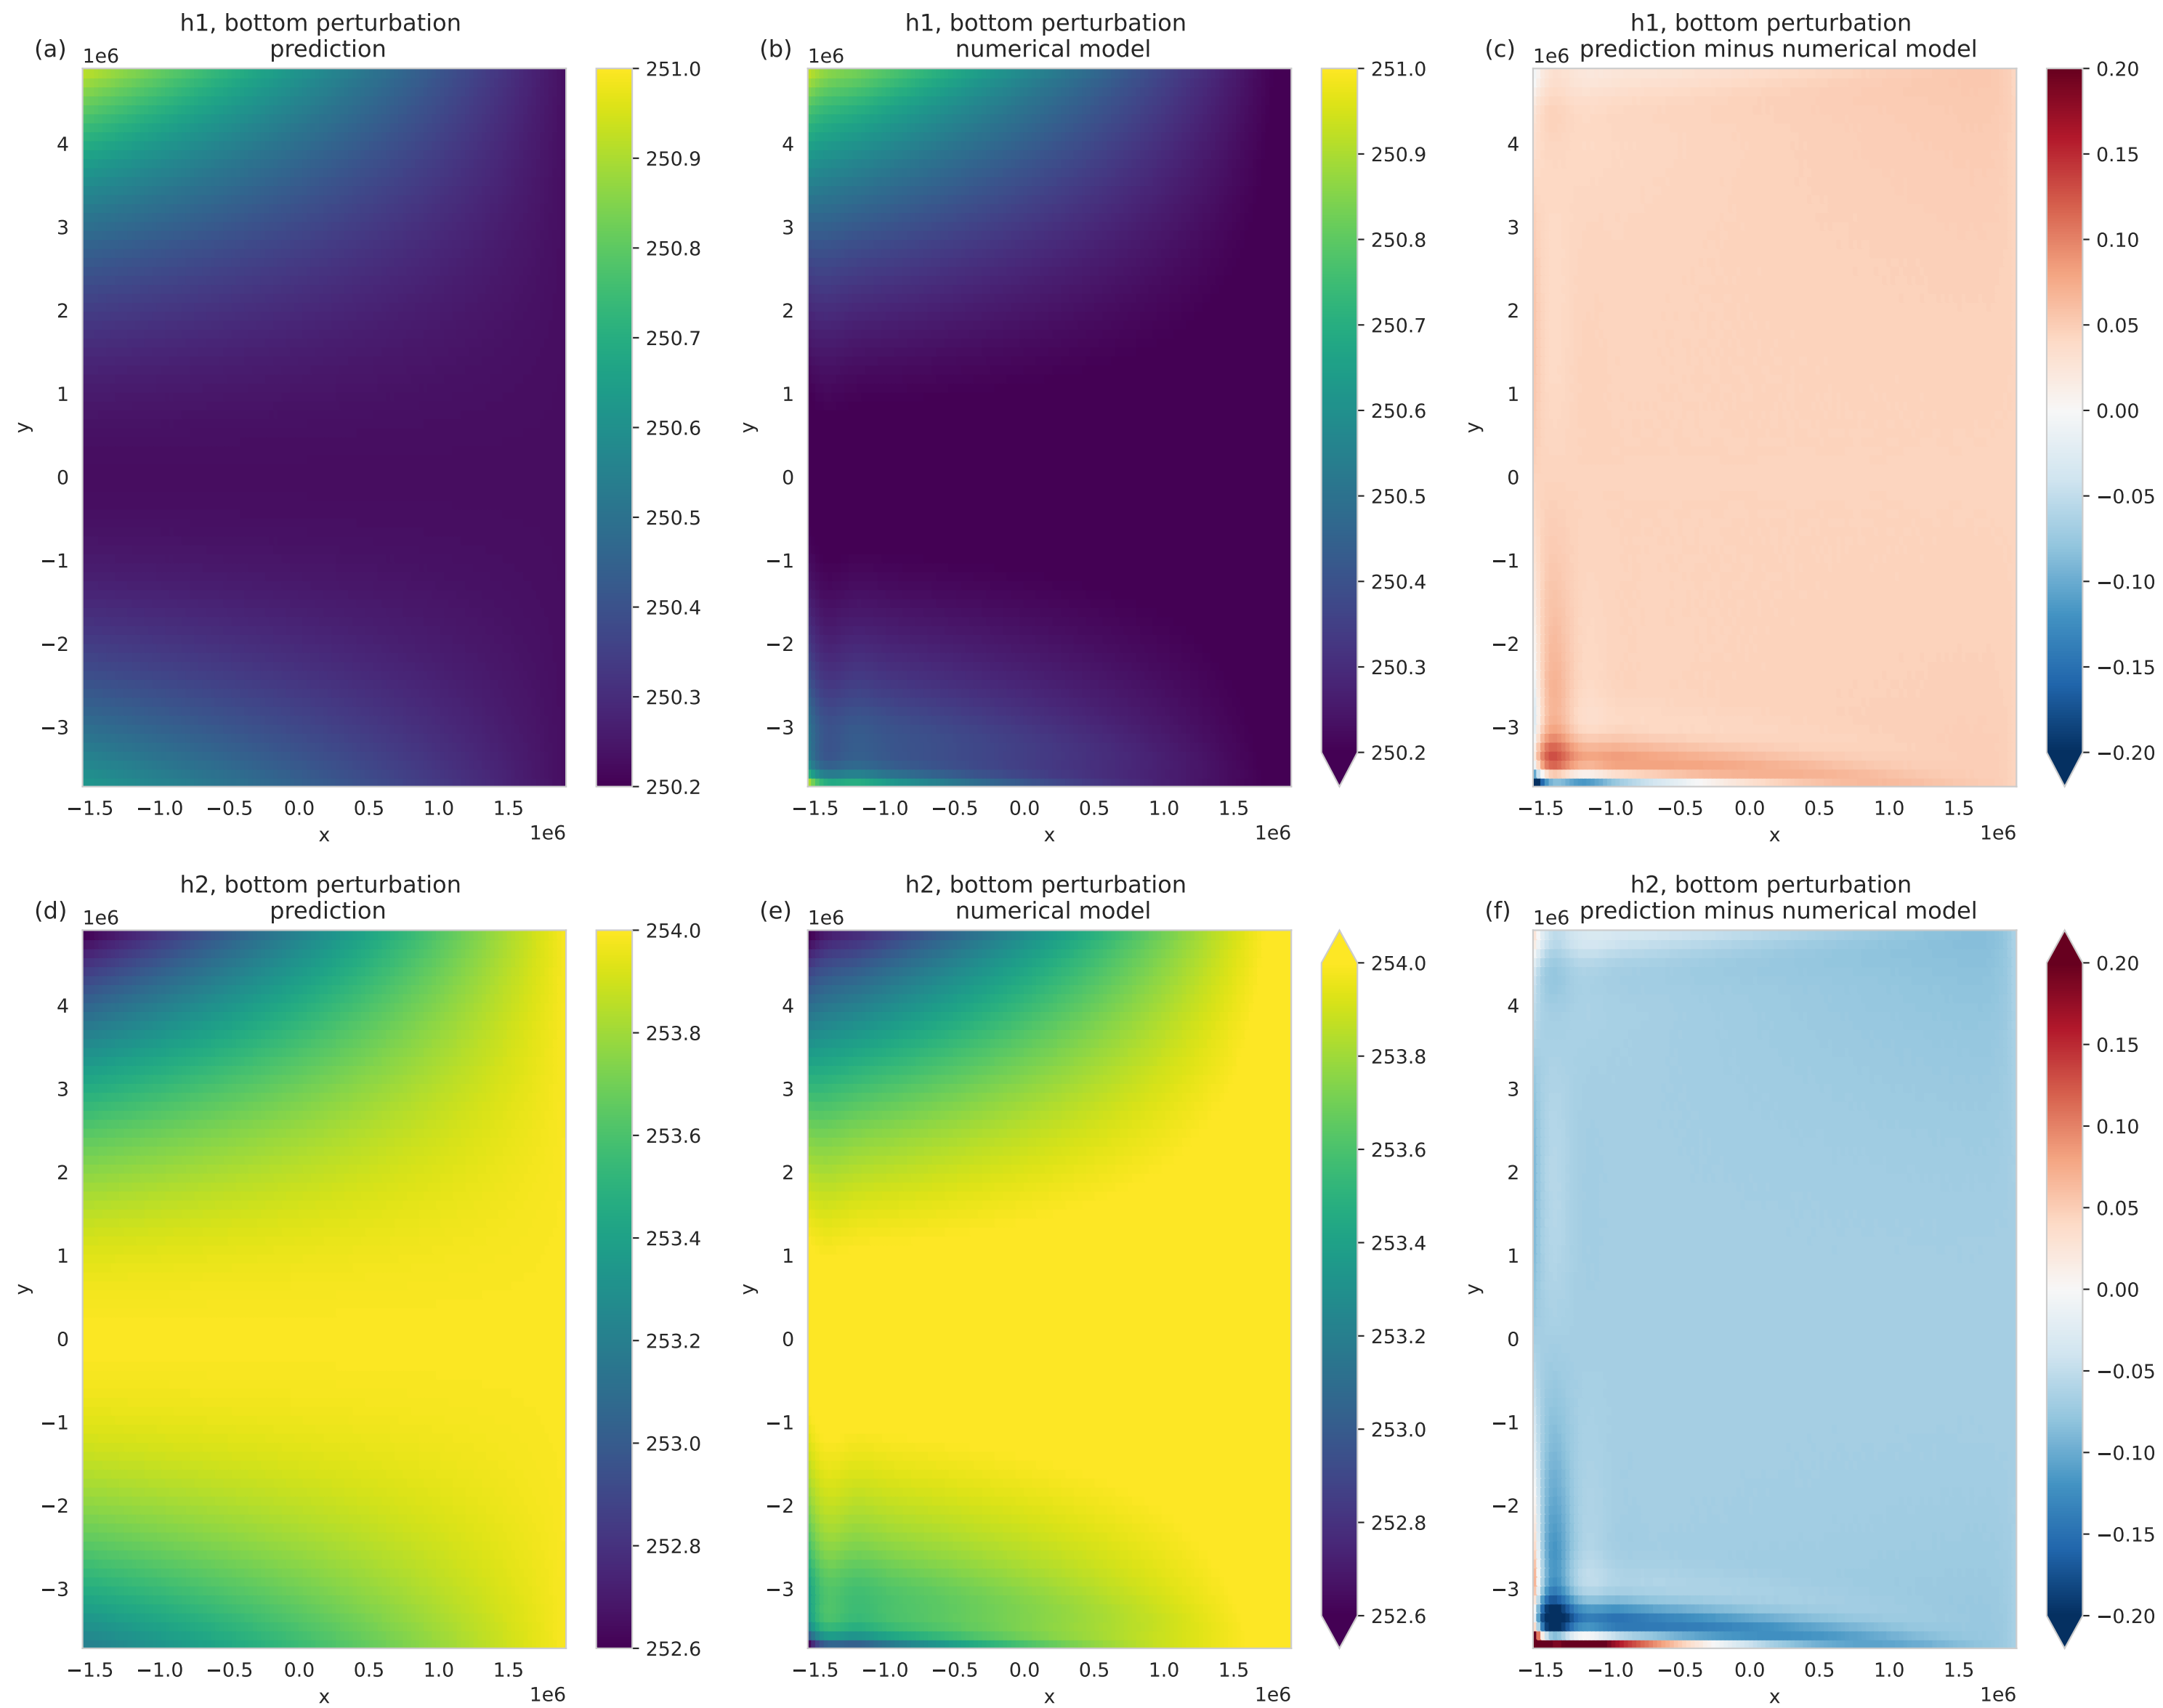 h1, bottom perturbation
prediction
(a)
1e6
4
3
2
1
0
−1
−2
−3
y
−1.5 −1.0 −0.5 0.0 0.5 1.0 1.5
x
1e6
251.0
250.9
250.8
250.7
250.6
250.5
250.4
250.3
250.2
h1, bottom perturbation
numerical model
(b)
1e6
4
3
2
1
0
−1
−2
−3
y
−1.5 −1.0 −0.5 0.0 0.5 1.0 1.5
x
1e6
251.0
250.9
250.8
250.7
250.6
250.5
250.4
250.3
250.2
h1, bottom perturbation
prediction minus numerical model
(c)
1e6
4
3
2
1
0
−1
−2
−3
y
−1.5 −1.0 −0.5 0.0 0.5 1.0 1.5
x
1e6
0.20
0.15
0.10
0.05
0.00
−0.05
−0.10
−0.15
−0.20
h2, bottom perturbation
prediction
(d)
1e6
4
3
2
1
0
−1
−2
−3
y
−1.5 −1.0 −0.5 0.0 0.5 1.0 1.5
x
1e6
254.0
253.8
253.6
253.4
253.2
253.0
252.8
252.6
h2, bottom perturbation
numerical model
(e)
1e6
4
3
2
1
0
−1
−2
−3
y
−1.5 −1.0 −0.5 0.0 0.5 1.0 1.5
x
1e6
254.0
253.8
253.6
253.4
253.2
253.0
252.8
252.6
h2, bottom perturbation
prediction minus numerical model
(f)
1e6
4
3
2
1
0
−1
−2
−3
y
−1.5 −1.0 −0.5 0.0 0.5 1.0 1.5
x
1e6
0.20
0.15
0.10
0.05
0.00
−0.05
−0.10
−0.15
−0.20